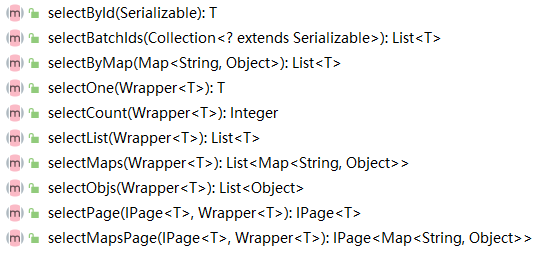 m selectById(Serializable): T
m selectBatchIds(Collection<? extends Serializable>): List<T>
m selectByMap(Map<String, Object>): List<T>
m selectOne(Wrapper<T>): T
m selectCount(Wrapper<T>): Integer
m selectList(Wrapper<T>): List<T>
m selectMaps(Wrapper<T>): List<Map<String, Object>>
m selectObjs(Wrapper<T>): List<Object>
m selectPage(IPage<T>, Wrapper<T>): IPage<T>
m selectMapsPage(IPage<T>, Wrapper<T>): IPage<Map<String, Object>>